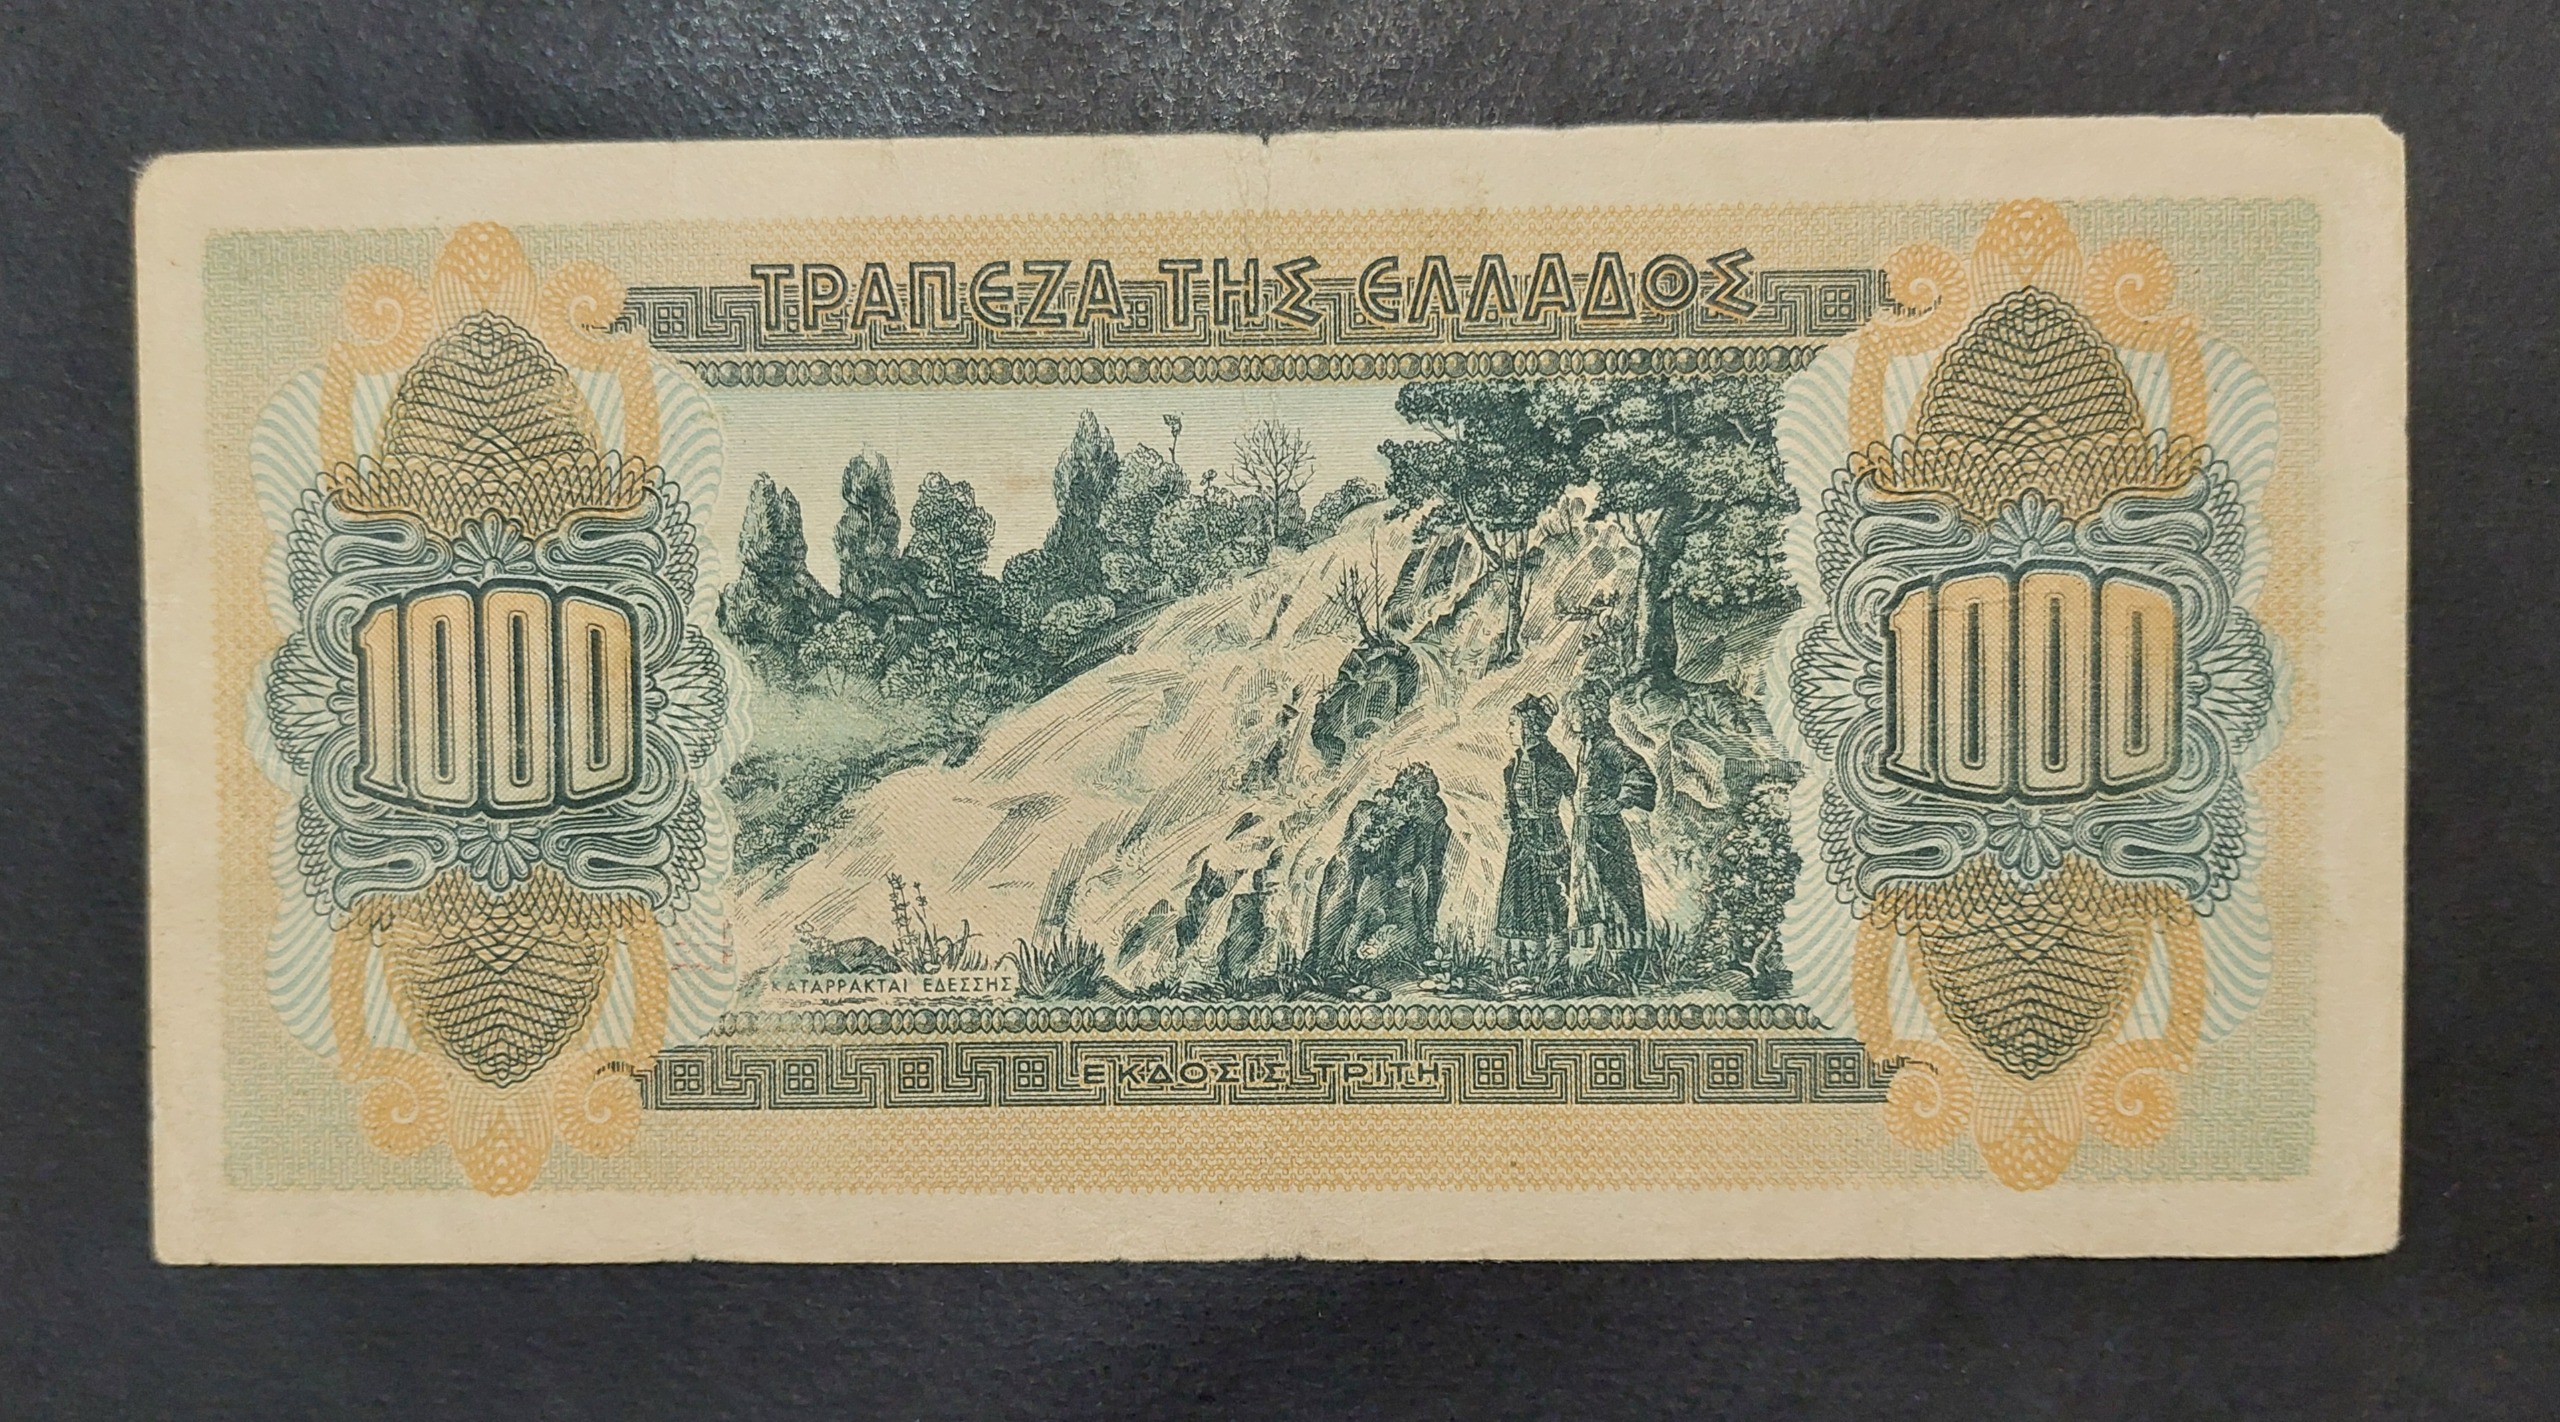 ΤΡΑΠΕΖΑ ΤΗΣ ΕΛΛΑΔΟΣ
1000
1000
ΚΑΤΑΡΡΑΚΤΑΙ ΕΔΕΣΣΗΣ
ΕΚΔΟΣΙΣ ΤΡΙΤΗ